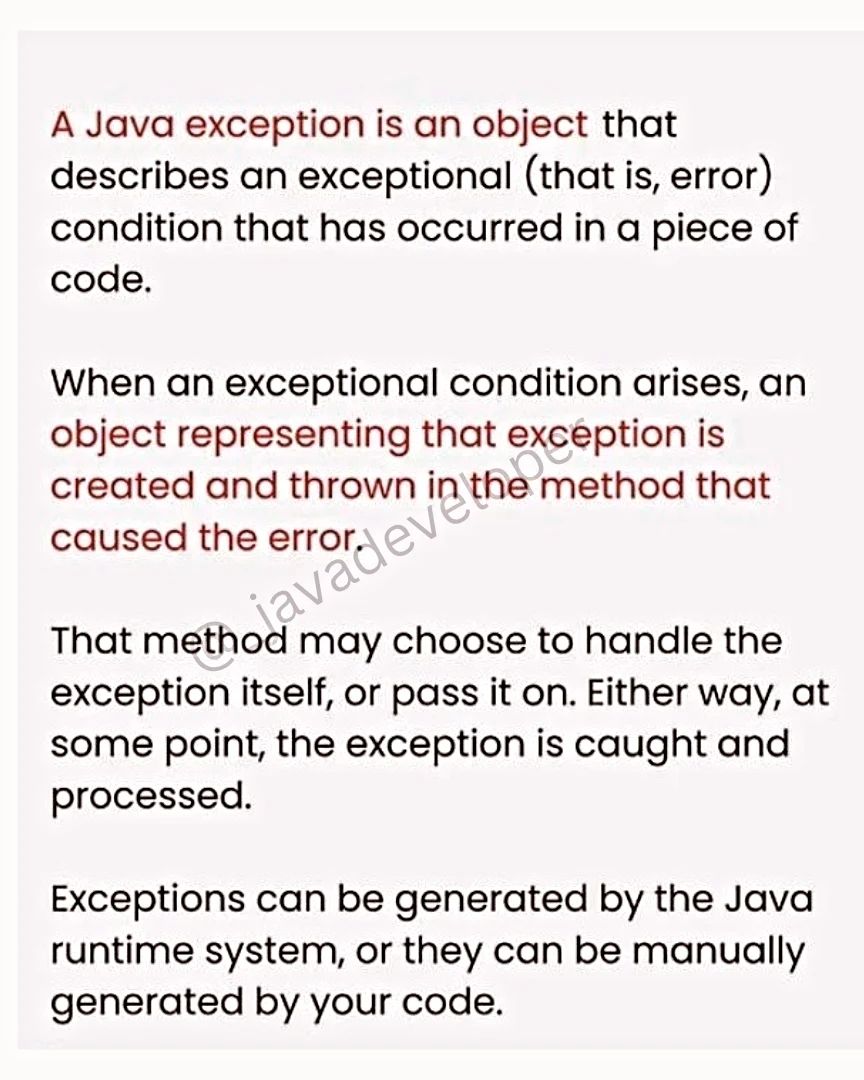 A Java exception is an object that
describes an exceptional (that is, error)
condition that has occurred in a piece of
code.
When an exceptional condition arises, an
object representing that exception is
created and thrown in the method that
caused the error.
That method may choose to handle the
exception itself, or pass it on. Either way, at
some point, the exception is caught and
processed.
Exceptions can be generated by the Java
runtime system, or they can be manually
generated by your code.
@ javadeveloper